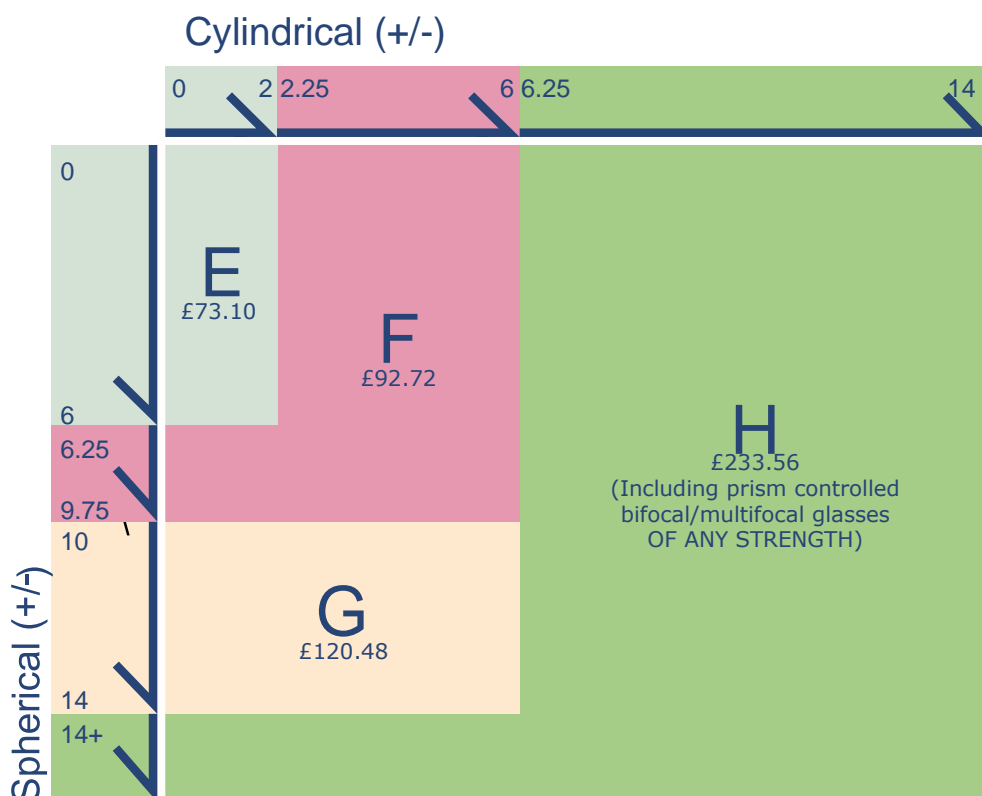 Cylindrical (+/-)
0 2 2.25 6 6.25 14
0
E
£73.10
F
£92.72
6
6.25
H
£233.56
(Including prism controlled
bifocal/multifocal glasses
OF ANY STRENGTH)
9.75
10
G
£120.48
14
14+
Spherical (+/-)